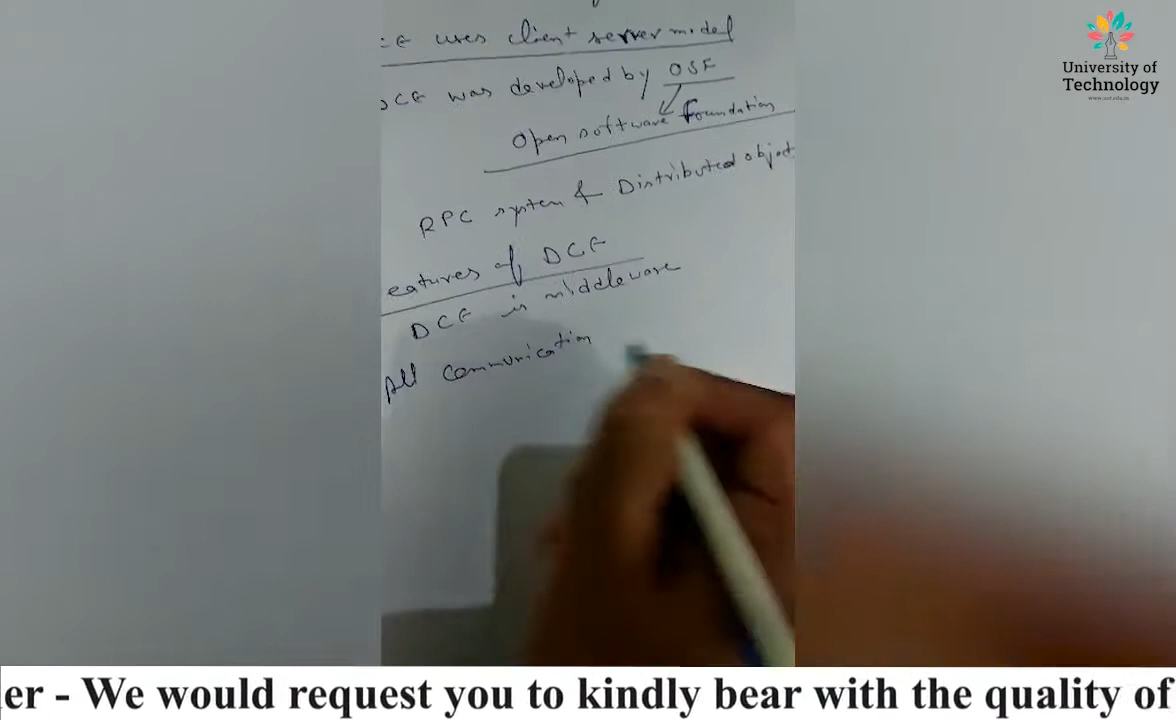 CE uses client server model
DCE was developed by OSF
Open software Foundation
RPC system & Distributed object
eatures of DCE
DCE is middleware
All communication
University of
Technology
er - We would request you to kindly bear with the quality of